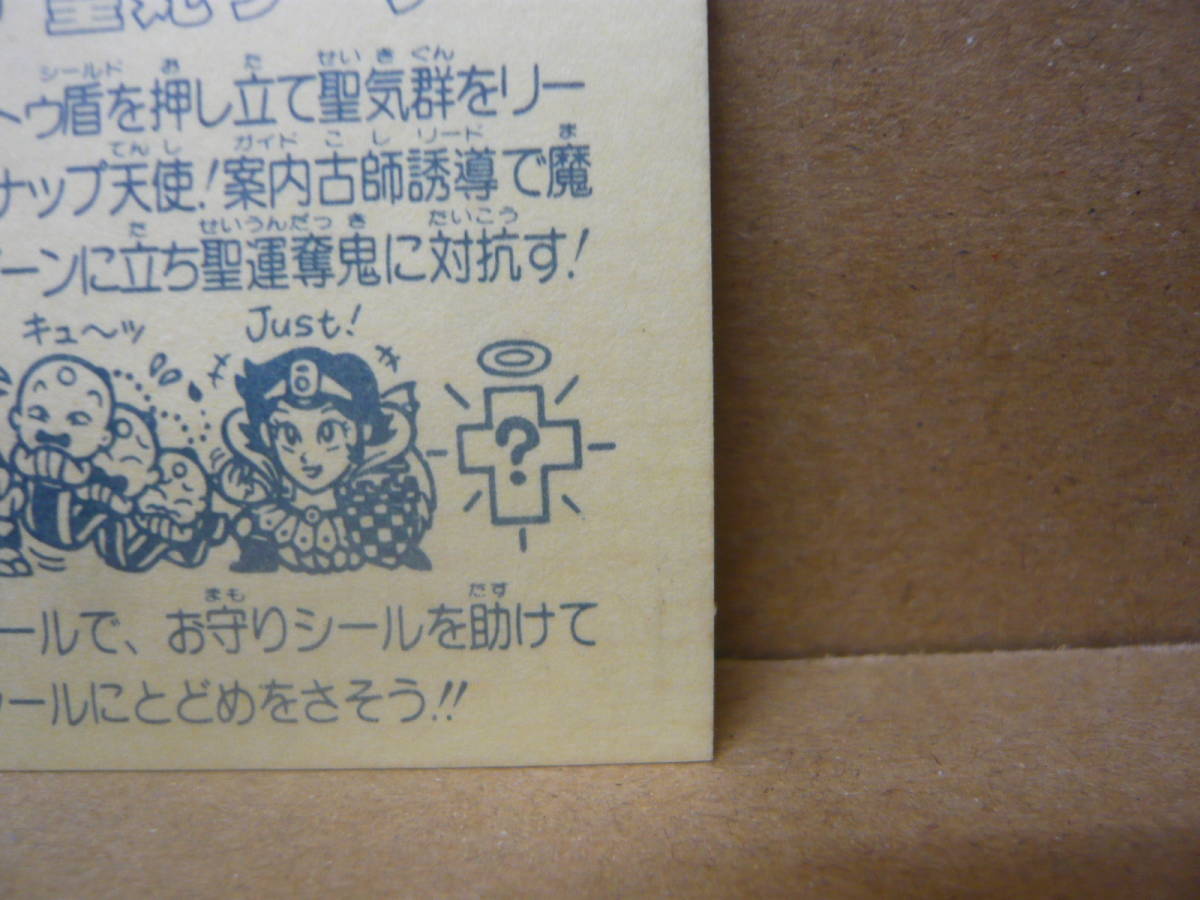 シールド お た せい き ぐん
トウ盾を押し立て聖気群をリー
てんし ガイド こ し リード ま
ナップ天使!案内古師誘導で魔
た せいうんだっ き たいこう
ーンに立ち聖運奪鬼に対抗す!
キュ〜ッ Just!
?
まも たす
ールで、お守りシールを助けて
ールにとどめをさそう!!